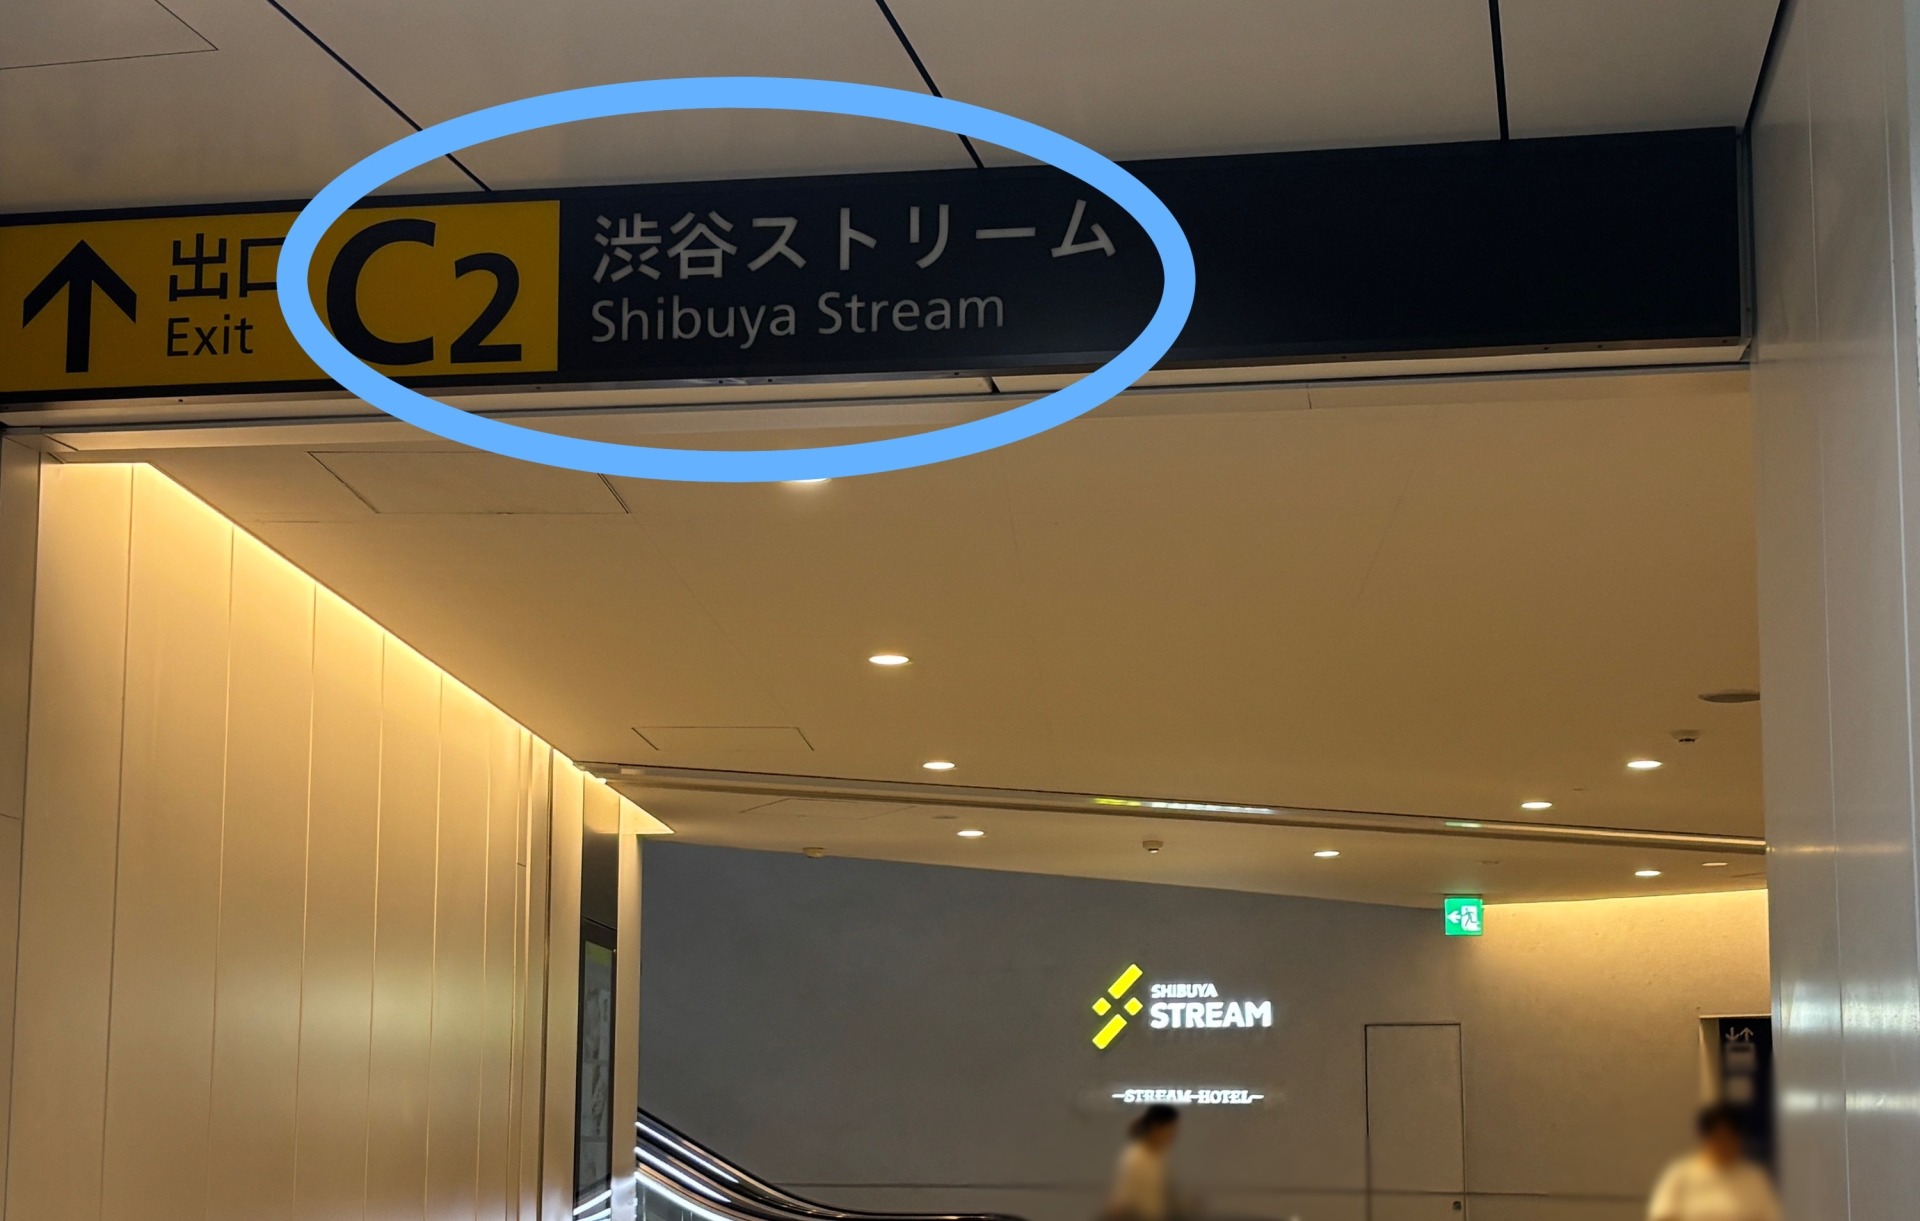 出口
Exit
C2
渋谷ストリーム
Shibuya Stream
SHIBUYA
STREAM
STREAM HOTEL